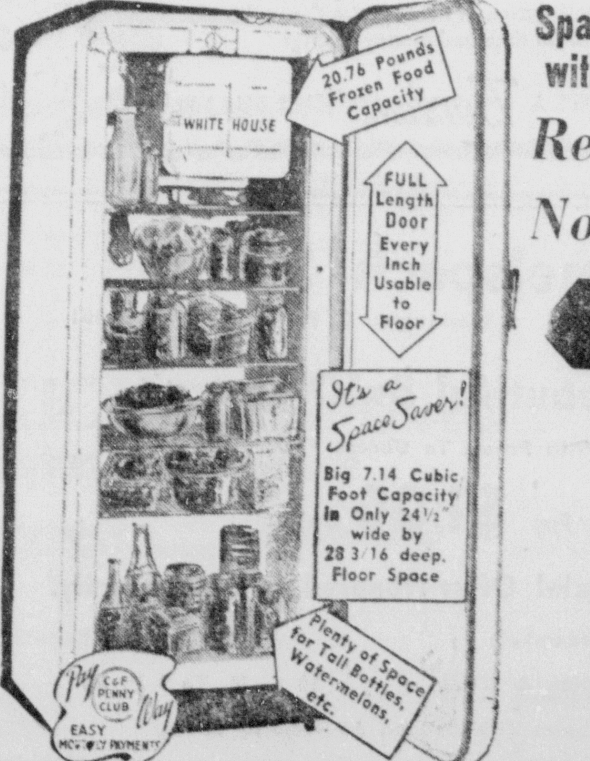 20.76 Pounds
Frozen Food
Capacity
WHITE HOUSE
FULL
Length
Door
Every
Inch
Usable
to
Floor
It's a
Space Saver!
Big 7.14 Cubic
Foot Capacity
in Only 24½"
wide by
28 3/16 deep.
Floor Space
Plenty of Space
for Tall Bottles,
Watermelons,
etc.
Pay
C&F
PENNY
CLUB
Way
EASY
MONTHLY PAYMENTS
Spa
wit
Re
No